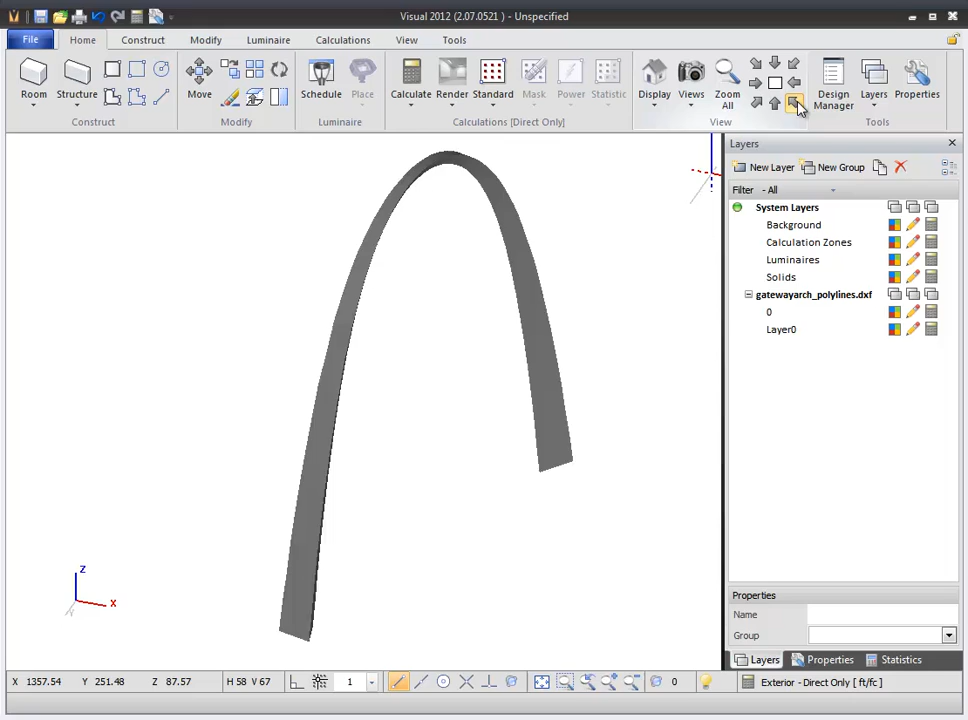 Visual 2012 (2.07.0521 ) - Unspecified
File Home Construct Modify Luminaire Calculations View Tools
Room Structure Move Schedule Place Calculate Render Standard Mask Power Statistic Display Views Zoom All Design Manager Layers Properties
Construct Modify Luminaire Calculations [Direct Only] View Tools
Layers
New Layer New Group
Filter - All
System Layers
Background
Calculation Zones
Luminaires
Solids
gatewayarch_polylines.dxf
0
Layer0
Z
X
Y
Properties
Name
Group
Layers Properties Statistics
X 1357.54 Y 251.48 Z 87.57 H 58 V 67 1 0 Exterior - Direct Only [ ft/fc ]